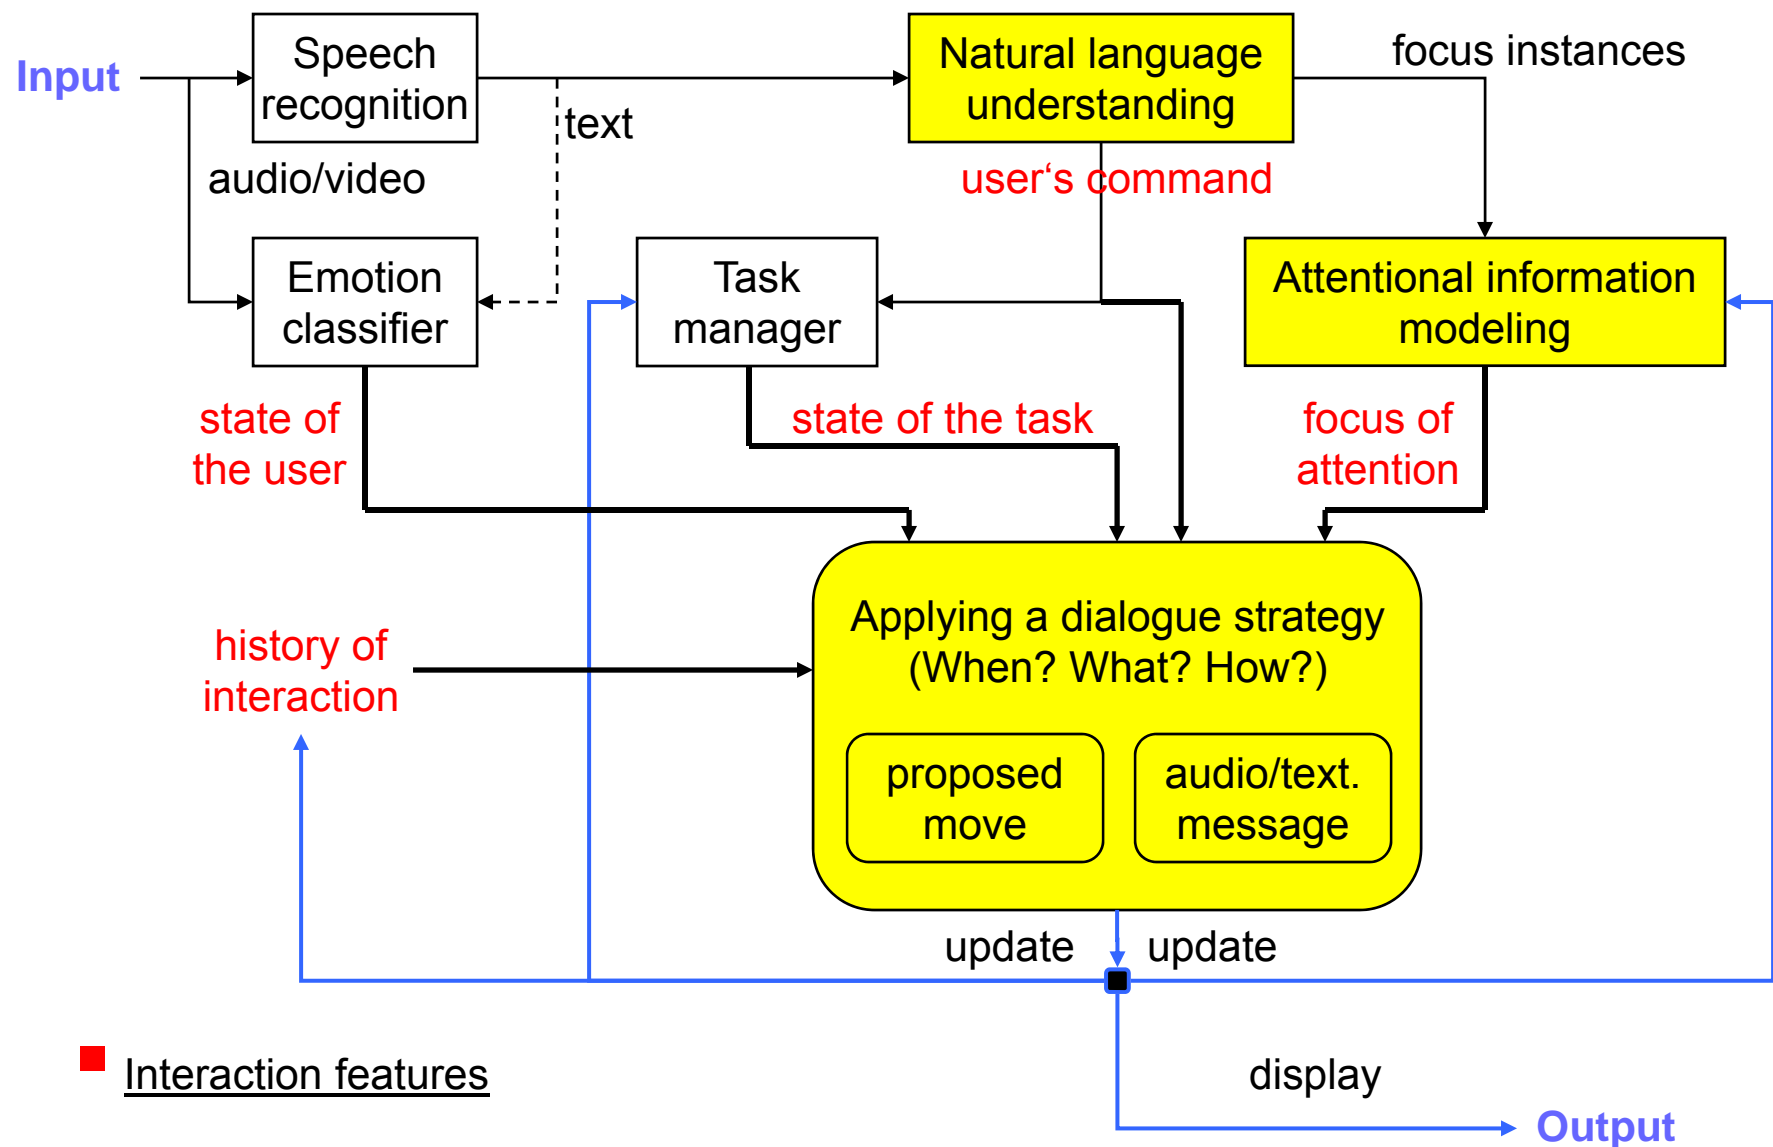 Input
Speech
recognition
Natural language
understanding
focus instances
text
audio/video
user‘s command
Emotion
classifier
Task
manager
Attentional information
modeling
state of
the user
state of the task
focus of
attention
Applying a dialogue strategy
(When? What? How?)
history of
interaction
proposed
move
audio/text.
message
update
update
Interaction features
display
Output